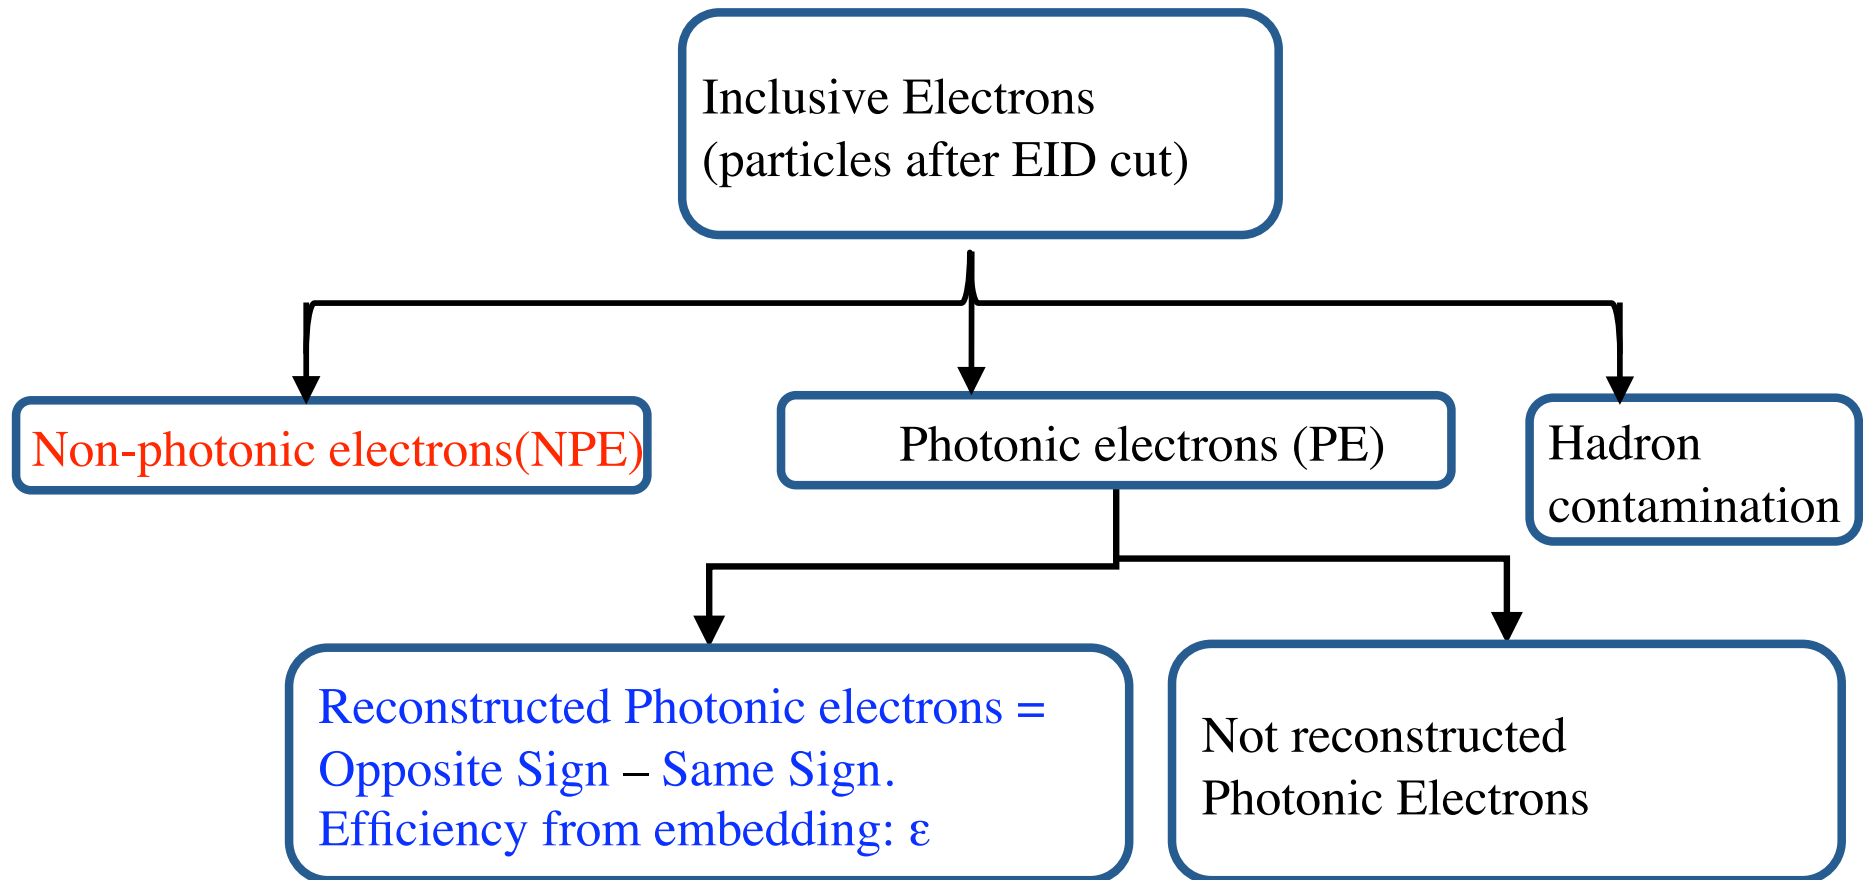 Inclusive Electrons
(particles after EID cut)
Non-photonic electrons(NPE)
Photonic electrons (PE)
Hadron
contamination
Reconstructed Photonic electrons =
Opposite Sign – Same Sign.
Efficiency from embedding: ε
Not reconstructed
Photonic Electrons